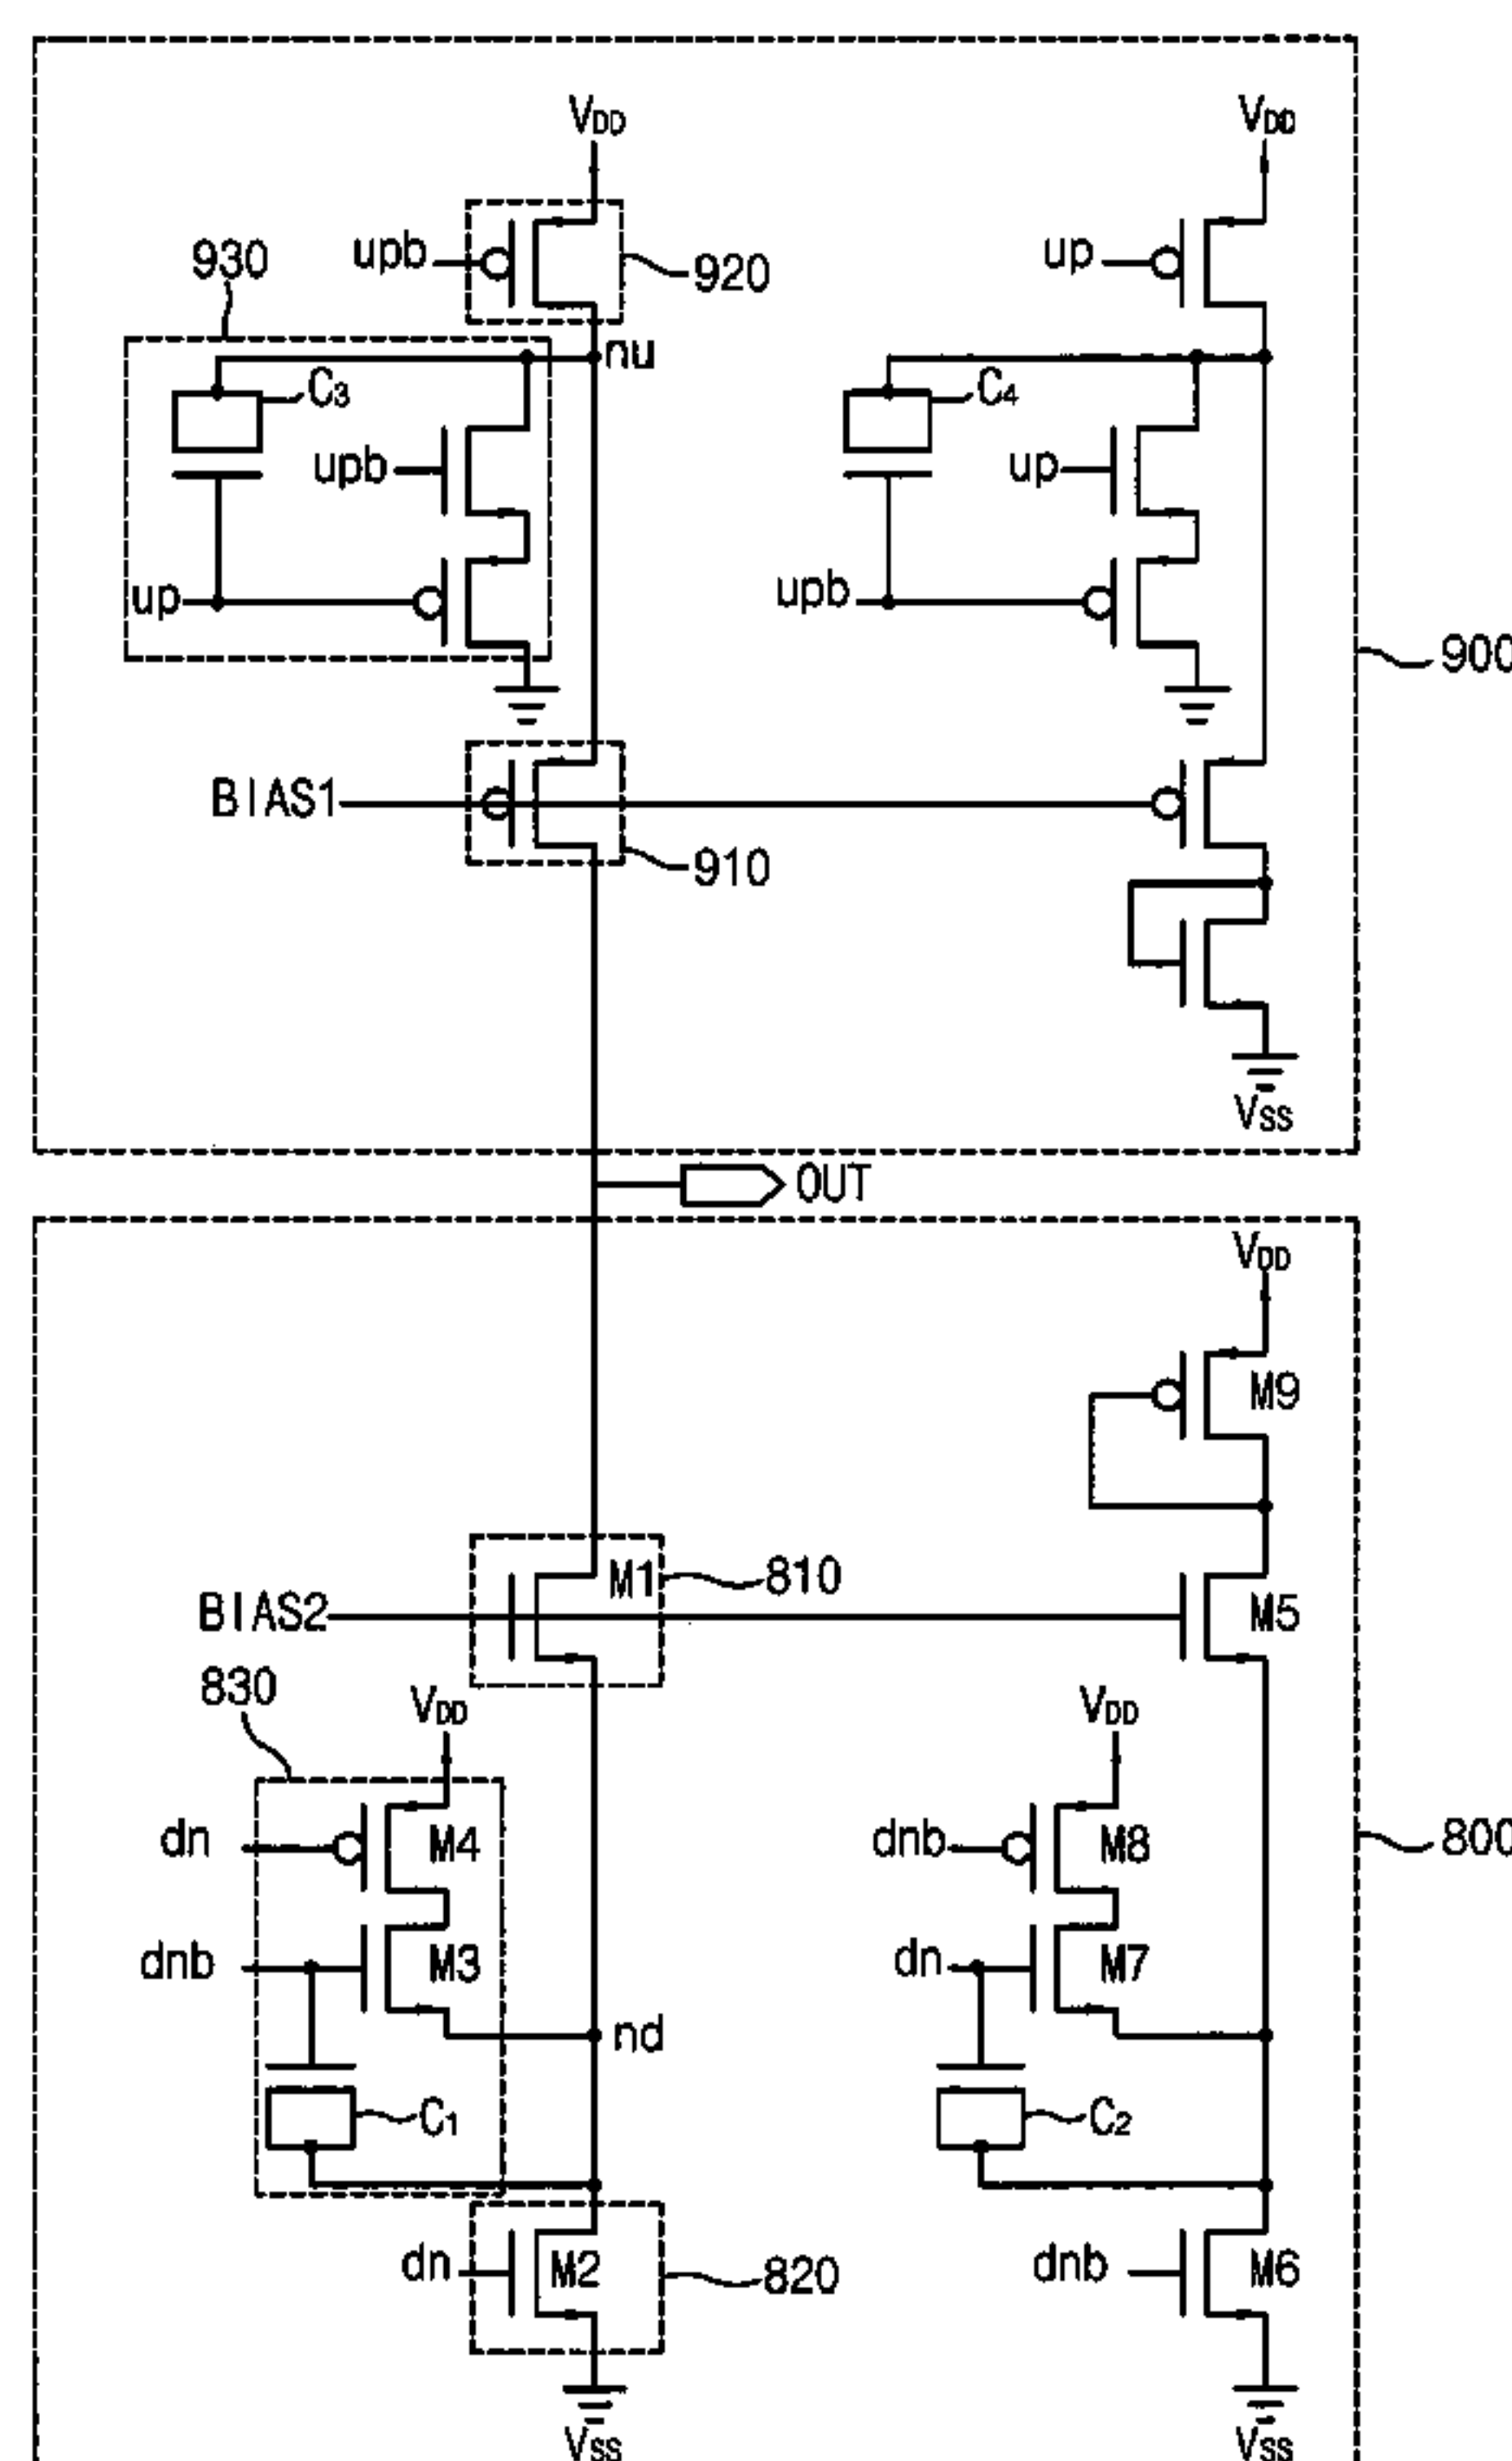 VDD VDD
930 upb 920 up
nu
C3 C4
upb up
up upb
900
BIAS1
910
VSS
OUT
VDD
M9
M1 810
BIAS2 M5
830 VDD VDD
dn M4 dnb M8 800
dnb M3 dn M7
nd
C1 C2
dn M2 820 dnb M6
VSS VSS